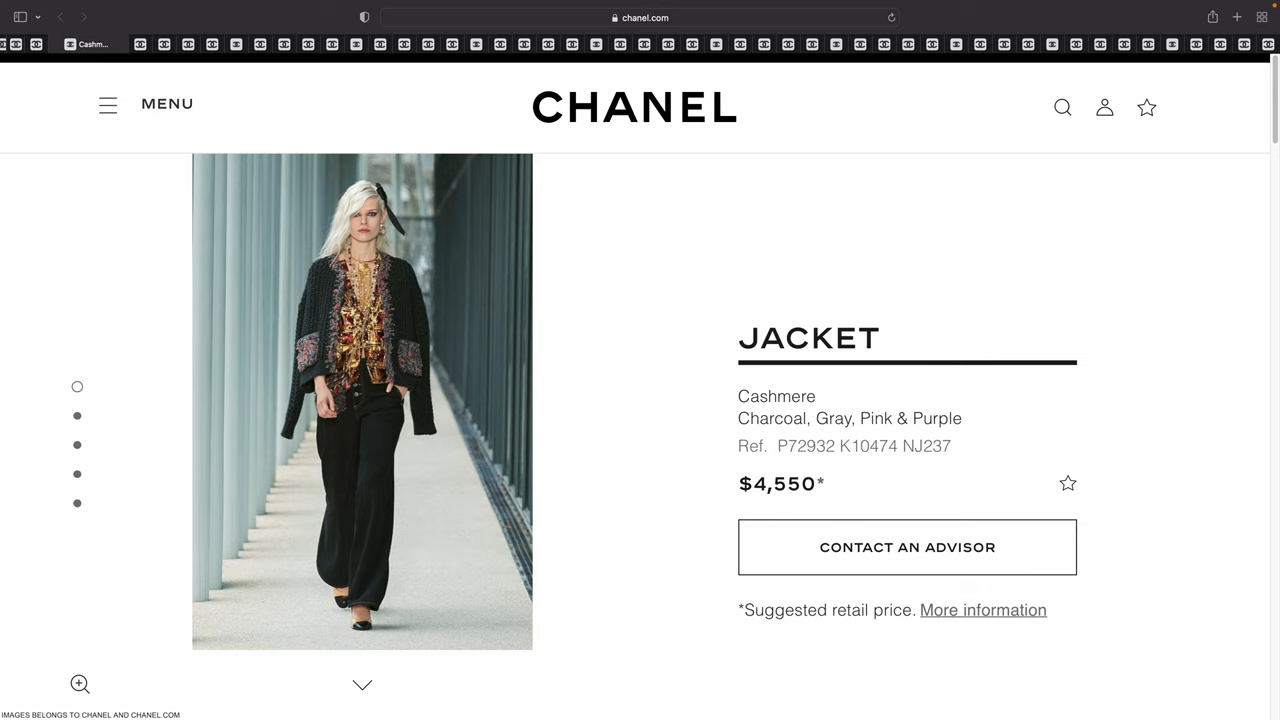 chanel.com
Cashm...
MENU
CHANEL
JACKET
Cashmere
Charcoal, Gray, Pink & Purple
Ref. P72932 K10474 NJ237
$4,550*
CONTACT AN ADVISOR
*Suggested retail price. More information
IMAGES BELONGS TO CHANEL AND CHANEL.COM